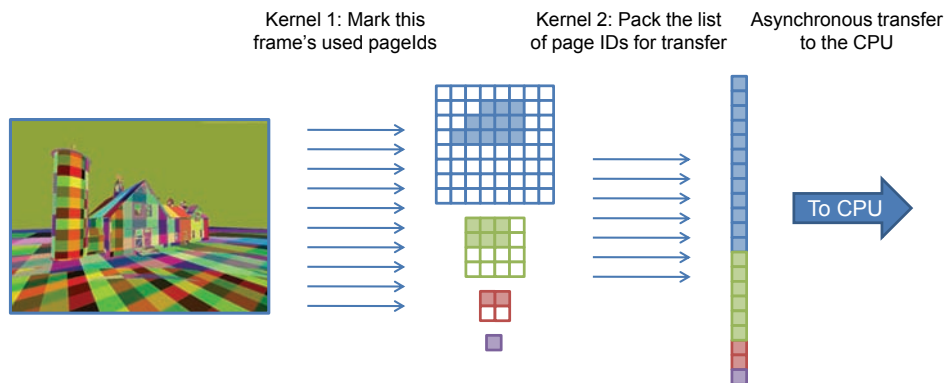 Kernel 1: Mark this
frame's used pageIds
Kernel 2: Pack the list
of page IDs for transfer
Asynchronous transfer
to the CPU
To CPU